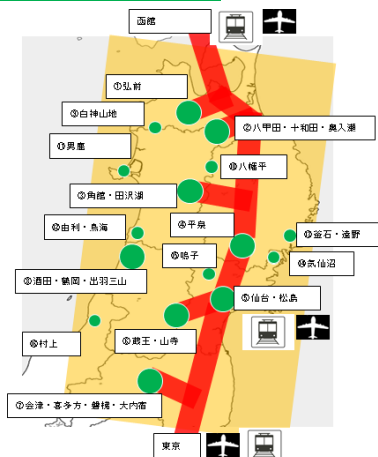 函館
①弘前
⑨白神山地
②八甲田・十和田・奥入瀬
⑪男鹿
⑩八幡平
③角館・田沢湖
④平泉
⑫由利・鳥海
⑬釜石・遠野
⑮鳴子
⑭気仙沼
⑧酒田・鶴岡・出羽三山
⑤仙台・松島
⑥蔵王・山寺
⑯村上
⑦会津・喜多方・磐梯・大内宿
東京